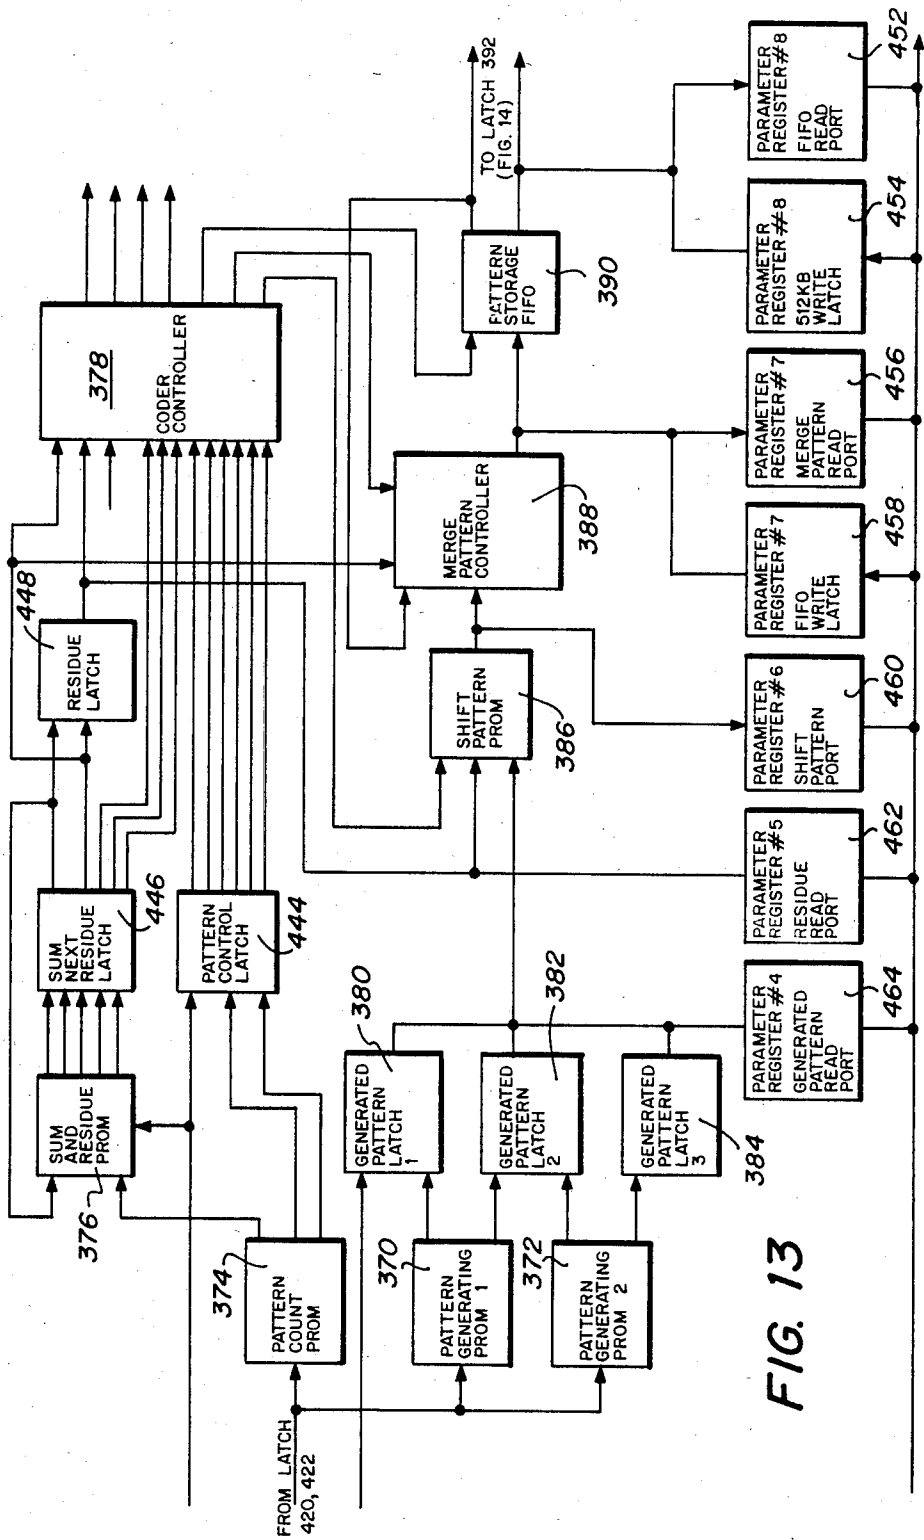 FROM LATCH
420, 422
374
PATTERN
COUNT
PROM
370
PATTERN
GENERATING
PROM 1
372
PATTERN
GENERATING
PROM 2
376
SUM
AND
RESIDUE
PROM
380
GENERATED
PATTERN
LATCH
1
382
GENERATED
PATTERN
LATCH
2
384
GENERATED
PATTERN
LATCH
3
446
SUM
NEXT
RESIDUE
LATCH
444
PATTERN
CONTROL
LATCH
448
RESIDUE
LATCH
378
CODER
CONTROLLER
386
SHIFT
PATTERN
PROM
388
MERGE
PATTERN
CONTROLLER
390
PATTERN
STORAGE
FIFO
TO LATCH 392
(FIG. 14)
PARAMETER
REGISTER #4
GENERATED
PATTERN
READ
PORT
464
PARAMETER
REGISTER #5
RESIDUE
READ
PORT
462
PARAMETER
REGISTER #6
SHIFT
PATTERN
PORT
460
PARAMETER
REGISTER #7
FIFO
WRITE
LATCH
458
PARAMETER
REGISTER #7
MERGE
PATTERN
READ
PORT
456
PARAMETER
REGISTER #8
512KB
WRITE
LATCH
454
PARAMETER
REGISTER #8
FIFO
READ
PORT
452
FIG. 13